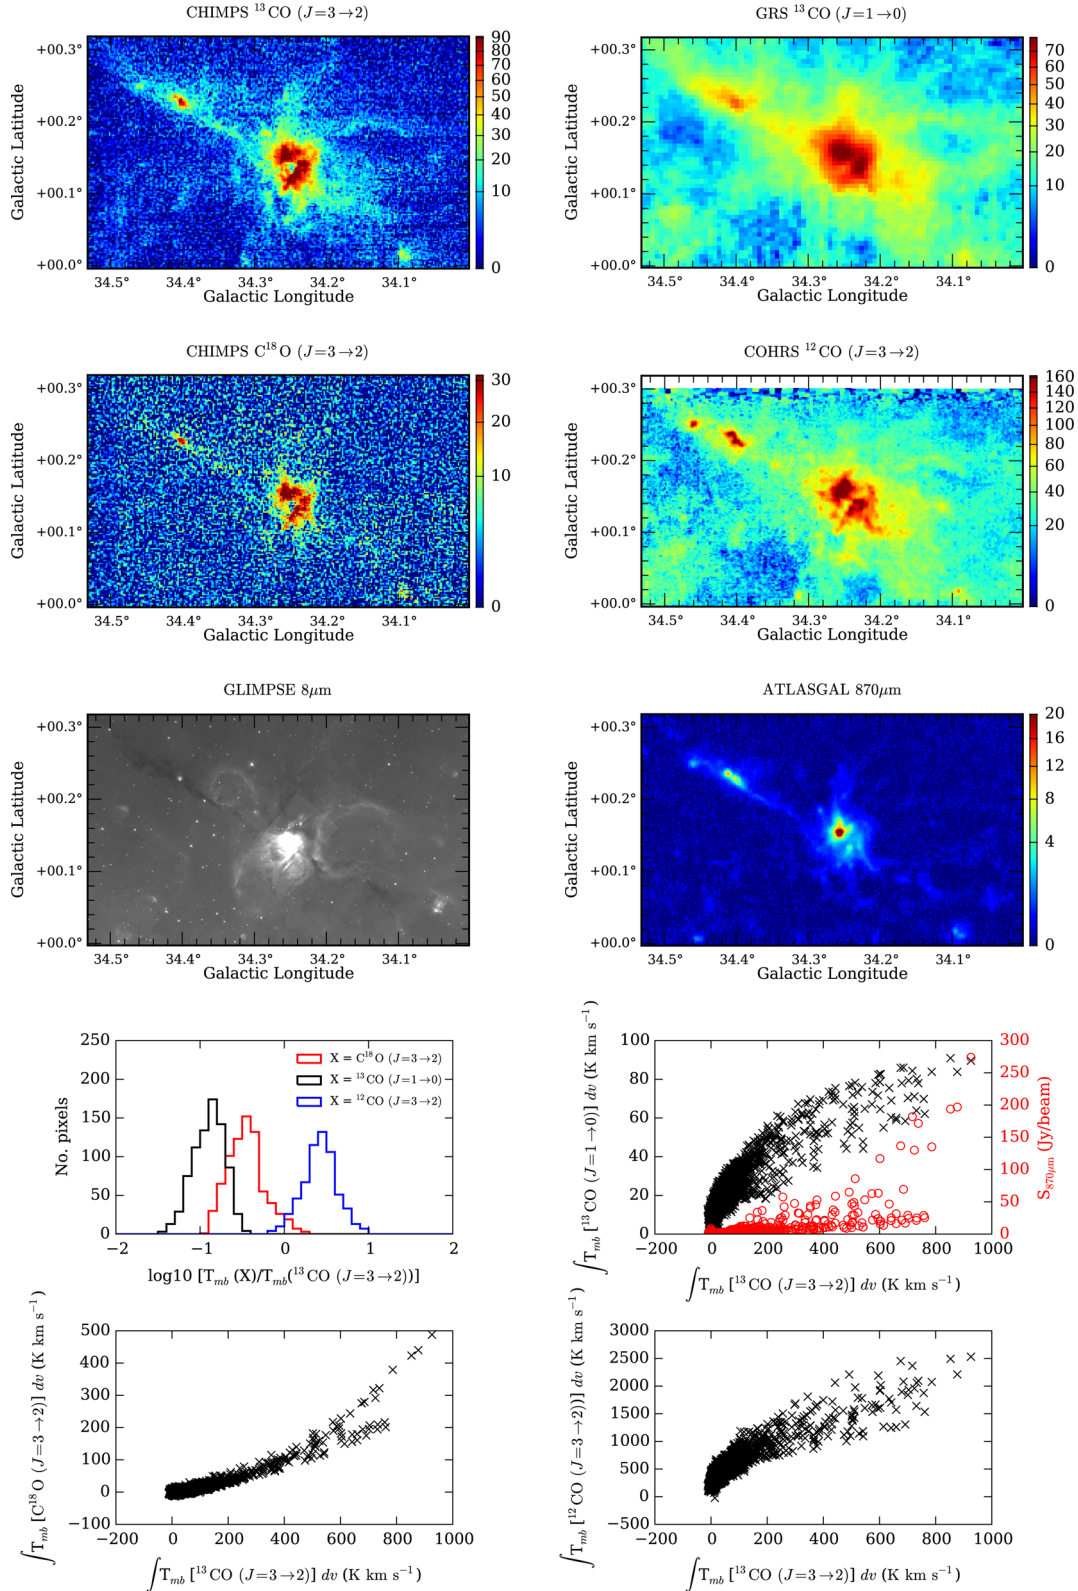 CHIMPS ¹³CO (J=3→2)
+00.3°
+00.2°
+00.1°
+00.0°
Galactic Latitude
34.5° 34.4° 34.3° 34.2° 34.1°
Galactic Longitude
90
80
70
60
50
40
30
20
10
0
GRS ¹³CO (J=1→0)
+00.3°
+00.2°
+00.1°
+00.0°
Galactic Latitude
34.5° 34.4° 34.3° 34.2° 34.1°
Galactic Longitude
70
60
50
40
30
20
10
0
CHIMPS C¹⁸O (J=3→2)
+00.3°
+00.2°
+00.1°
+00.0°
Galactic Latitude
34.5° 34.4° 34.3° 34.2° 34.1°
Galactic Longitude
30
20
10
0
COHRS ¹²CO (J=3→2)
+00.3°
+00.2°
+00.1°
+00.0°
Galactic Latitude
34.5° 34.4° 34.3° 34.2° 34.1°
Galactic Longitude
160
140
120
100
80
60
40
20
0
GLIMPSE 8μm
+00.3°
+00.2°
+00.1°
+00.0°
Galactic Latitude
34.5° 34.4° 34.3° 34.2° 34.1°
Galactic Longitude
ATLASGAL 870μm
+00.3°
+00.2°
+00.1°
+00.0°
Galactic Latitude
34.5° 34.4° 34.3° 34.2° 34.1°
Galactic Longitude
20
16
12
8
4
0
250
200
150
100
50
0
No. pixels
X = C¹⁸O (J=3→2)
X = ¹³CO (J=1→0)
X = ¹²CO (J=3→2)
−2 −1 0 1 2
log10 [T_mb (X)/T_mb(¹³CO (J=3→2))]
100
80
60
40
20
0
∫T_mb [¹³CO (J=1→0)] dv (K km s⁻¹)
300
250
200
150
100
50
0
S_870μm (Jy/beam)
−200 0 200 400 600 800 1000
∫T_mb [¹³CO (J=3→2)] dv (K km s⁻¹)
500
400
300
200
100
0
−100
∫T_mb [C¹⁸O (J=3→2)] dv (K km s⁻¹)
−200 0 200 400 600 800 1000
∫T_mb [¹³CO (J=3→2)] dv (K km s⁻¹)
3000
2500
2000
1500
1000
500
0
−500
∫T_mb [¹²CO (J=3→2))] dv (K km s⁻¹)
−200 0 200 400 600 800 1000
∫T_mb [¹³CO (J=3→2)] dv (K km s⁻¹)